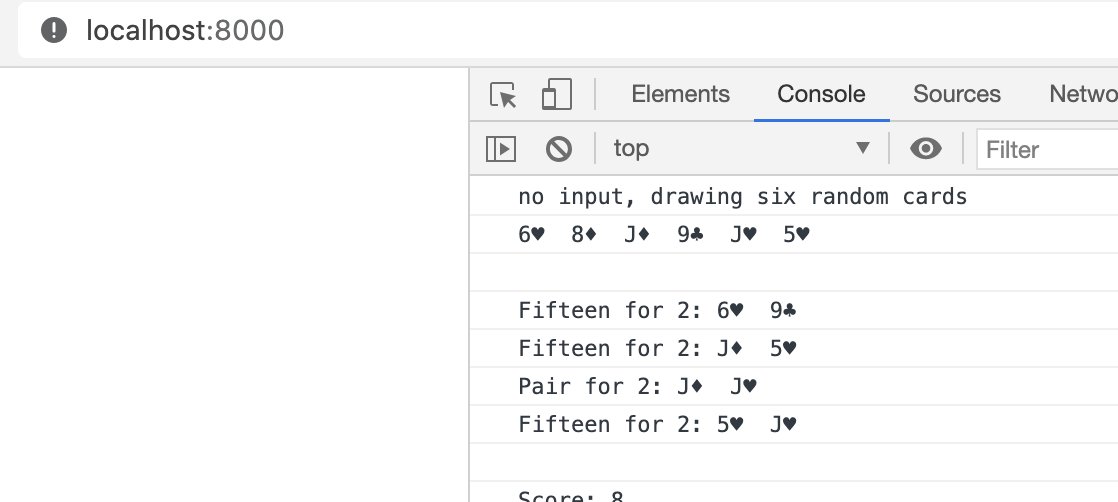 localhost:8000
Elements Console Sources Netwo
top Filter
no input, drawing six random cards
6♥ 8♦ J♦ 9♣ J♥ 5♥
Fifteen for 2: 6♥ 9♣
Fifteen for 2: J♦ 5♥
Pair for 2: J♦ J♥
Fifteen for 2: 5♥ J♥
Score: 8